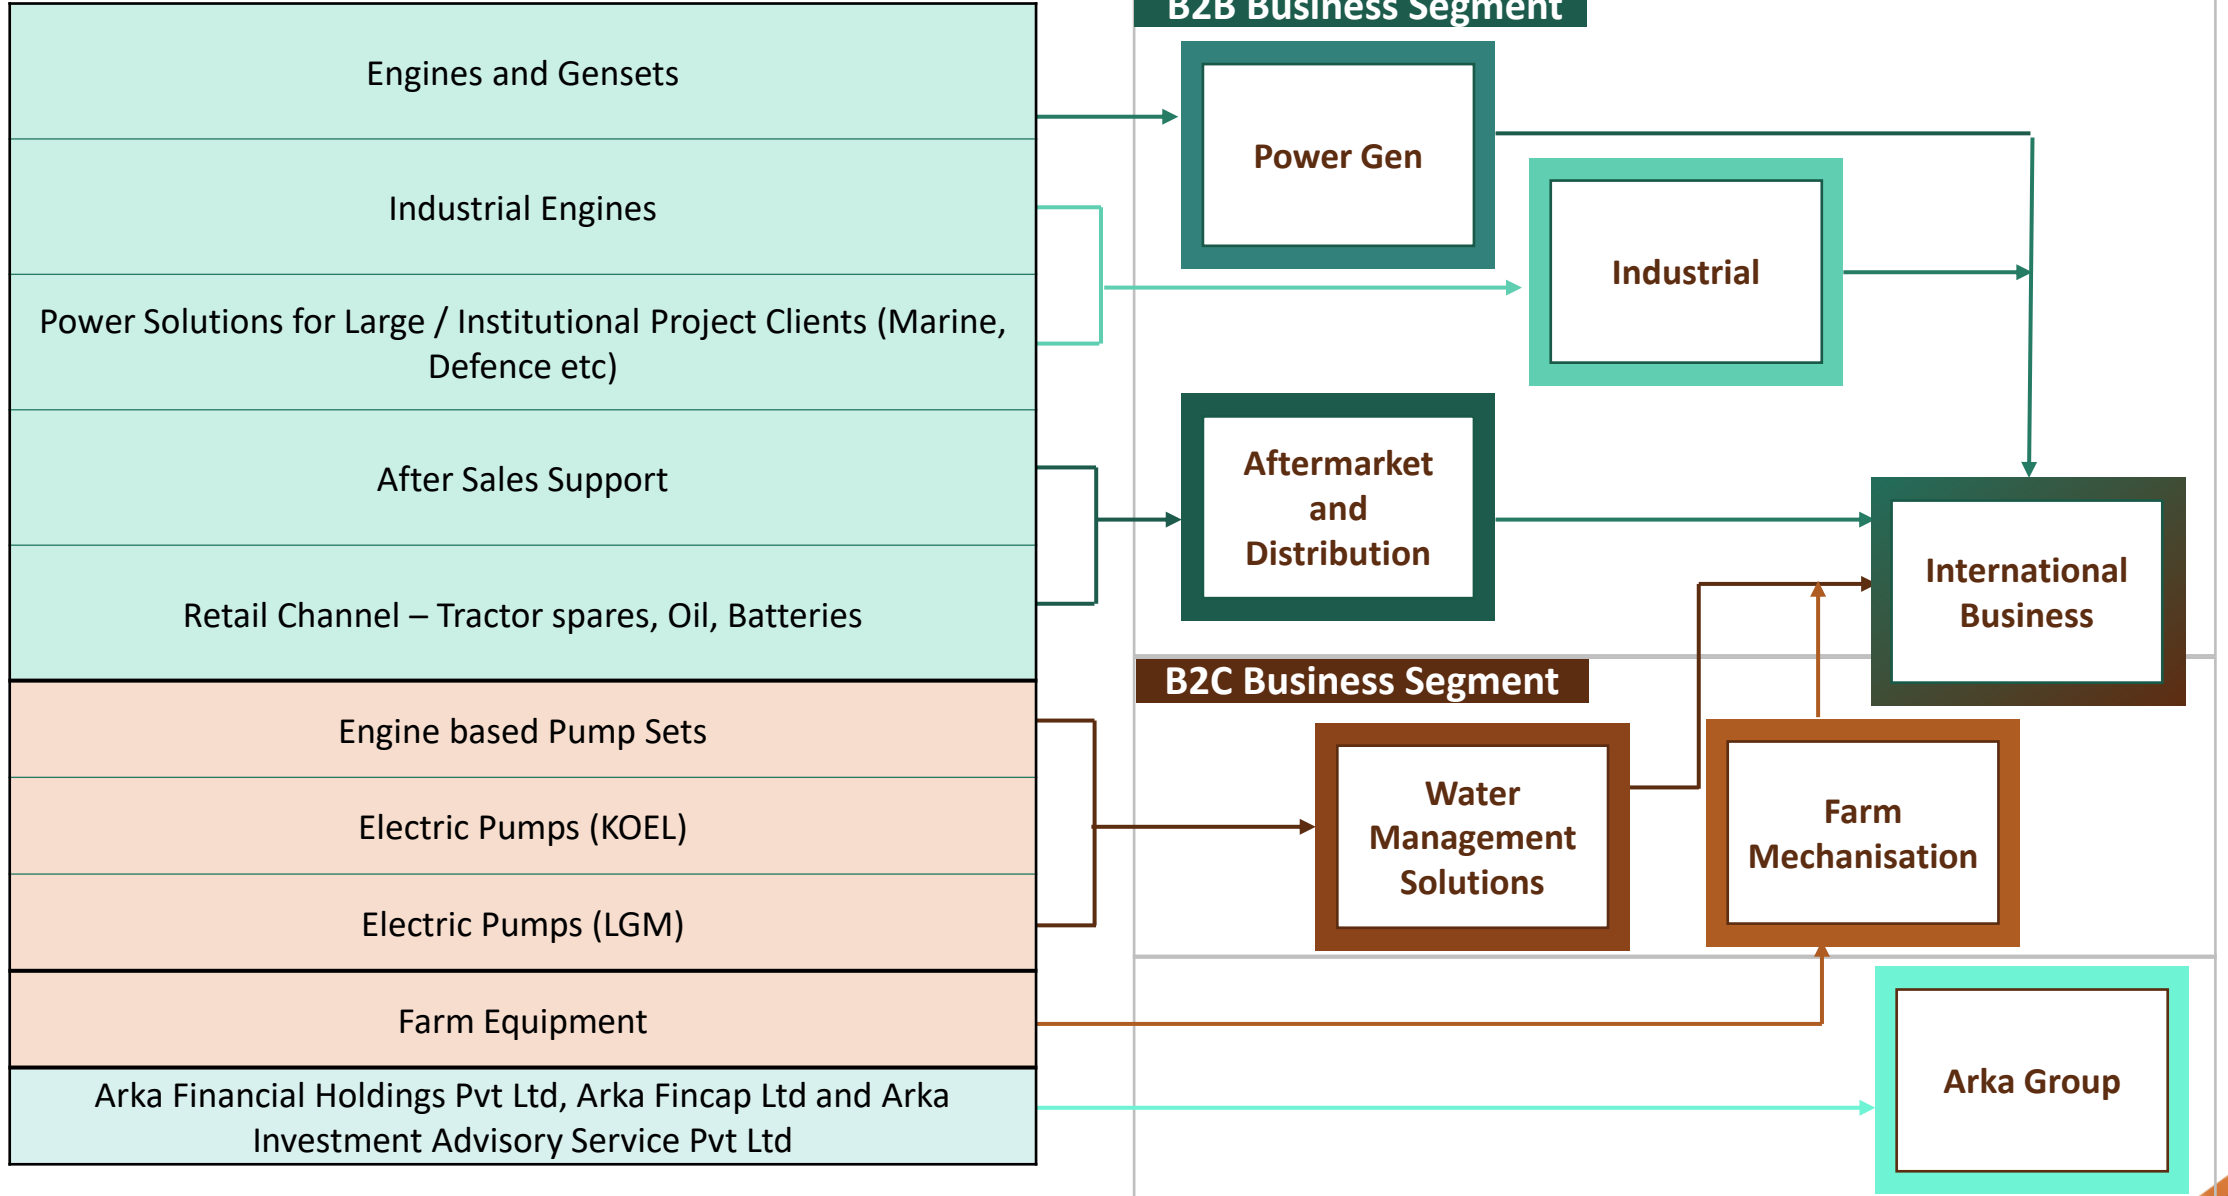 Engines and Gensets
Industrial Engines
Power Solutions for Large / Institutional Project Clients (Marine,
Defence etc)
After Sales Support
Retail Channel – Tractor spares, Oil, Batteries
Engine based Pump Sets
Electric Pumps (KOEL)
Electric Pumps (LGM)
Farm Equipment
Arka Financial Holdings Pvt Ltd, Arka Fincap Ltd and Arka
Investment Advisory Service Pvt Ltd
B2B Business Segment
Power Gen
Industrial
Aftermarket
and
Distribution
International
Business
B2C Business Segment
Water
Management
Solutions
Farm
Mechanisation
Arka Group